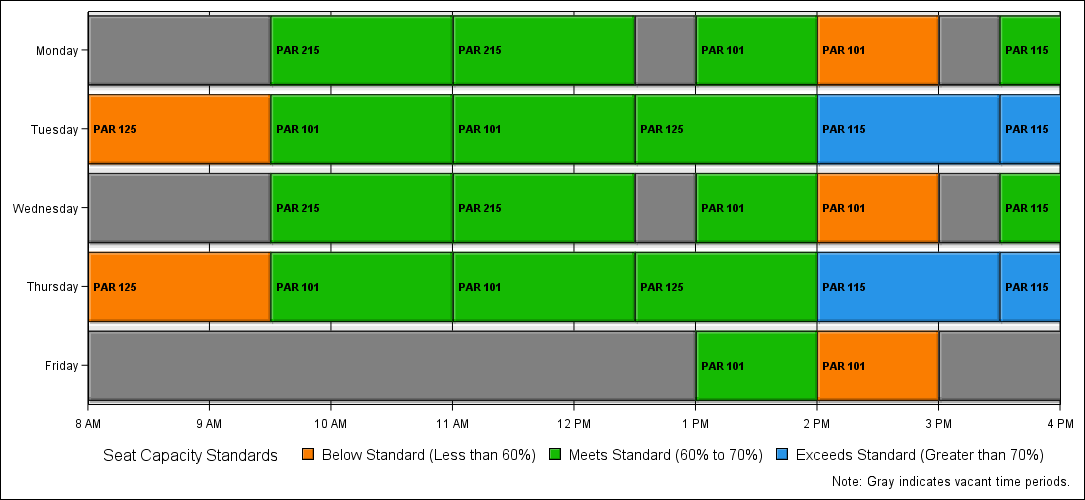 Monday PAR 215 PAR 215 PAR 101 PAR 101 PAR 115
Tuesday PAR 125 PAR 101 PAR 101 PAR 125 PAR 115 PAR 115
Wednesday PAR 215 PAR 215 PAR 101 PAR 101 PAR 115
Thursday PAR 125 PAR 101 PAR 101 PAR 125 PAR 115 PAR 115
Friday PAR 101 PAR 101
8 AM 9 AM 10 AM 11 AM 12 PM 1 PM 2 PM 3 PM 4 PM
Seat Capacity Standards Below Standard (Less than 60%) Meets Standard (60% to 70%) Exceeds Standard (Greater than 70%)
Note: Gray indicates vacant time periods.